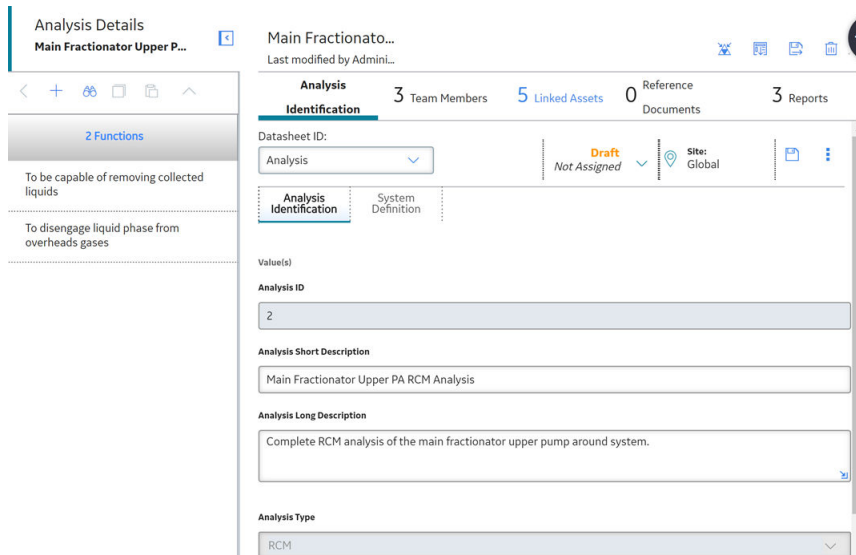 Analysis Details
Main Fractionator Upper P...
2 Functions
To be capable of removing collected
liquids
To disengage liquid phase from
overheads gases
Main Fractionato...
Last modified by Admini...
Analysis
Identification
3 Team Members
5 Linked Assets
0 Reference
Documents
3 Reports
Datasheet ID:
Analysis
Draft
Not Assigned
Site:
Global
Analysis
Identification
System
Definition
Value(s)
Analysis ID
2
Analysis Short Description
Main Fractionator Upper PA RCM Analysis
Analysis Long Description
Complete RCM analysis of the main fractionator upper pump around system.
Analysis Type
RCM